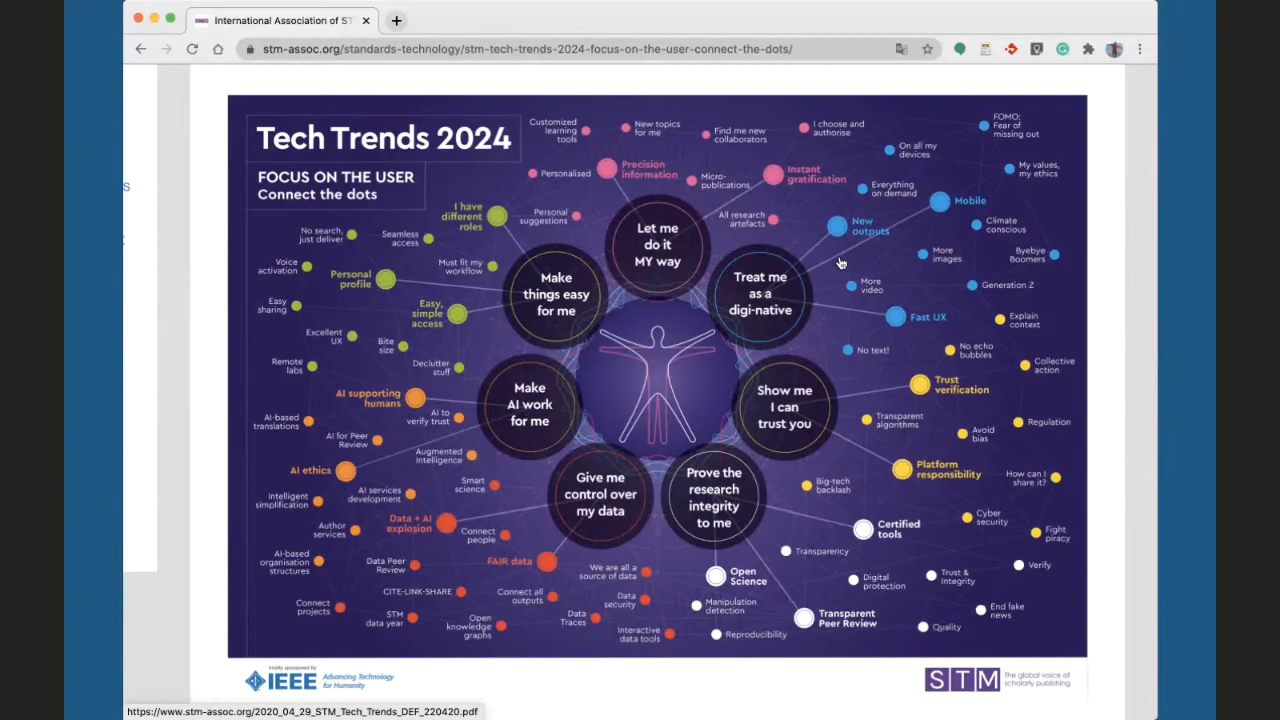 International Association of ST
stm-assoc.org/standards-technology/stm-tech-trends-2024-focus-on-the-user-connect-the-dots/
Tech Trends 2024
FOCUS ON THE USER
Connect the dots
Customized
learning
tools
New topics
for me
Find me new
collaborators
I choose and
authorise
FOMO:
Fear of
missing out
On all my
devices
My values,
my ethics
Personalised
Precision
information
Micro-
publications
Instant
gratification
Everything
on demand
Mobile
I have
different
roles
Personal
suggestions
All research
artefacts
New
outputs
Climate
conscious
No search,
just deliver
Seamless
access
Let me
do it
MY way
More
images
Byebye
Boomers
Voice
activation
Personal
profile
Must fit my
workflow
Make
things easy
for me
Treat me
as a
digi-native
More
video
Generation Z
Easy
sharing
Easy,
simple
access
Fast UX
Explain
context
Excellent
UX
Bite
size
No text!
No echo
bubbles
Remote
labs
Declutter
stuff
Collective
action
AI supporting
humans
Make
AI work
for me
Show me
I can
trust you
Trust
verification
AI-based
translations
AI to
verify trust
Transparent
algorithms
Regulation
AI for Peer
Review
Avoid
bias
Augmented
Intelligence
AI ethics
Platform
responsibility
How can I
share it?
Intelligent
simplification
AI services
development
Smart
science
Give me
control over
my data
Prove the
research
integrity
to me
Big-tech
backlash
Author
services
Data + AI
explosion
Connect
people
Certified
tools
Cyber
security
Fight
piracy
AI-based
organisation
structures
Data Peer
Review
FAIR data
We are all a
source of data
Open
Science
Transparency
Digital
protection
Trust &
Integrity
Verify
CITE-LINK-SHARE
Connect all
outputs
Data
security
Manipulation
detection
Connect
projects
STM
data year
Open
knowledge
graphs
Data
Traces
Interactive
data tools
Reproducibility
Transparent
Peer Review
Quality
End fake
news
Kindly sponsored by
IEEE
Advancing Technology
for Humanity
STM
The global voice of
scholarly publishing
https://www.stm-assoc.org/2020_04_29_STM_Tech_Trends_DEF_220420.pdf